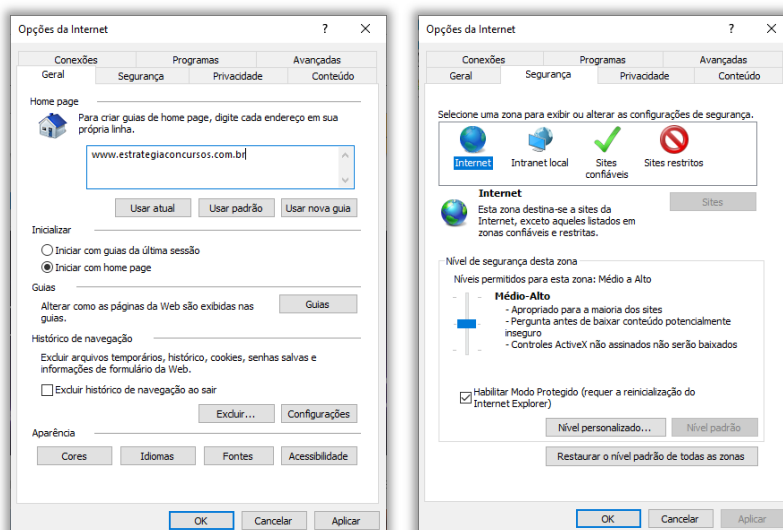 Opções da Internet
Conexões Programas Avançadas
Geral Segurança Privacidade Conteúdo
Home page
Para criar guias de home page, digite cada endereço em sua
própria linha.
www.estrategiaconcursos.com.br
Usar atual Usar padrão Usar nova guia
Inicializar
Iniciar com guias da última sessão
Iniciar com home page
Guias
Alterar como as páginas da Web são exibidas nas
guias.
Guias
Histórico de navegação
Excluir arquivos temporários, histórico, cookies, senhas salvas e
informações de formulário da Web.
Excluir histórico de navegação ao sair
Excluir... Configurações
Aparência
Cores Idiomas Fontes Acessibilidade
OK Cancelar Aplicar
Opções da Internet
Conexões Programas Avançadas
Geral Segurança Privacidade Conteúdo
Selecione uma zona para exibir ou alterar as configurações de segurança.
Internet Intranet local Sites
confiáveis Sites restritos
Internet
Esta zona destina-se a sites da
Internet, exceto aqueles listados em
zonas confiáveis e restritas.
Sites
Nível de segurança desta zona
Níveis permitidos para esta zona: Médio a Alto
Médio-Alto
- Apropriado para a maioria dos sites
- Pergunta antes de baixar conteúdo potencialmente
inseguro
- Controles ActiveX não assinados não serão baixados
Habilitar Modo Protegido (requer a reinicialização do
Internet Explorer)
Nível personalizado... Nível padrão
Restaurar o nível padrão de todas as zonas
OK Cancelar Aplicar